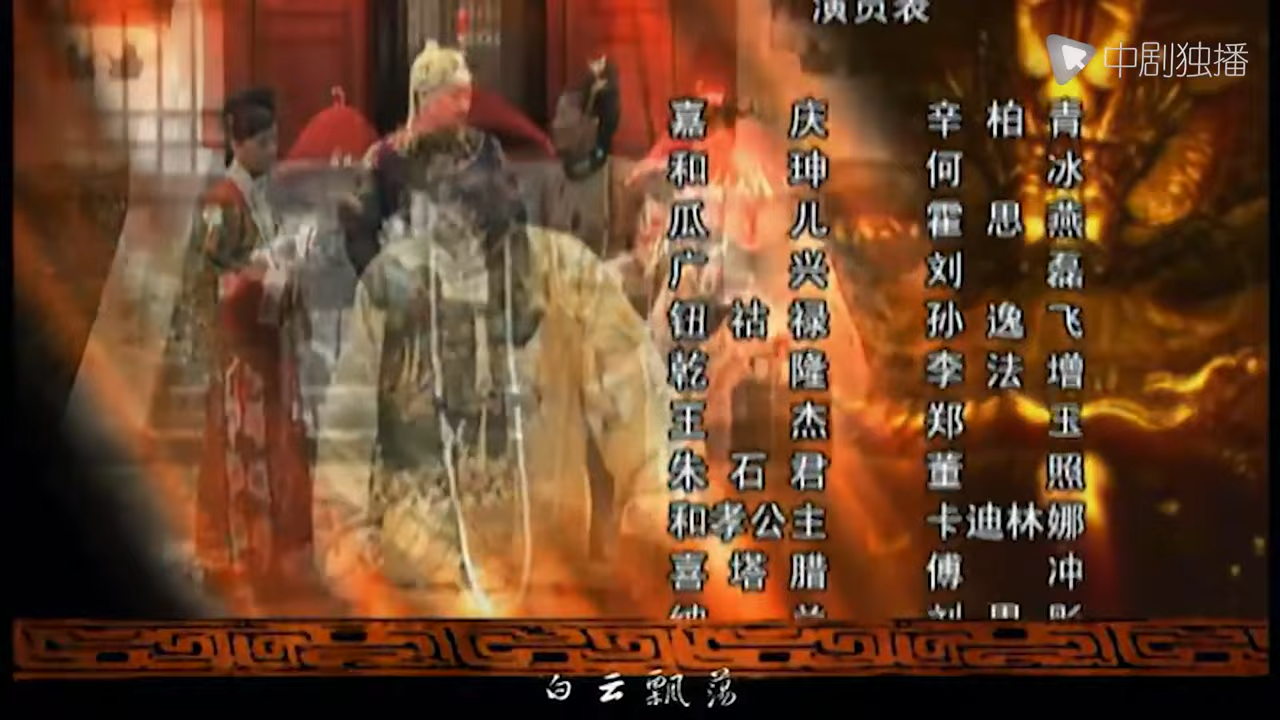 演员表
中剧独播
嘉庆 辛柏青
和珅 何冰
瓜儿 霍思燕
广兴 刘磊
钮祜禄 孙逸飞
乾隆 李法增
王杰 郑玉
朱石君 董照
和孝公主 卡迪林娜
喜塔腊 傅冲
白云飘荡